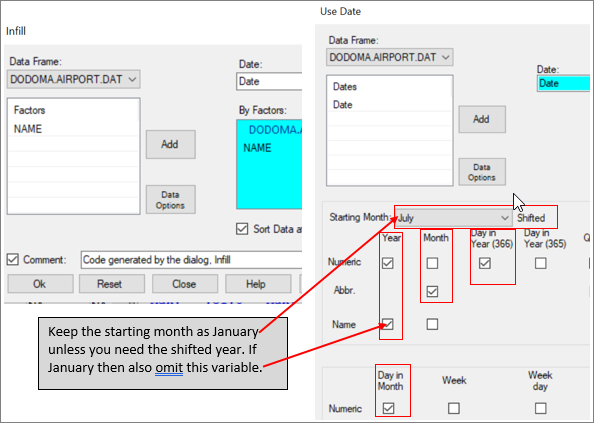 Infill
Data Frame:
DODOMA.AIRPORT.DAT
Date:
Date
Factors
NAME
By Factors:
DODOMA.A
NAME
Add
Data
Options
Sort Data a
Comment:
Code generated by the dialog, Infill
Ok
Reset
Close
Help
Use Date
Data Frame:
DODOMA.AIRPORT.DAT
Date:
Date
Dates
Date
Add
Data
Options
Starting Month:
July
Shifted
Year
Month
Day in
Year (366)
Day in
Year (365)
Q
Numeric
Abbr.
Name
Day in
Month
Week
Week
day
Numeric
Keep the starting month as January
unless you need the shifted year. If
January then also omit this variable.